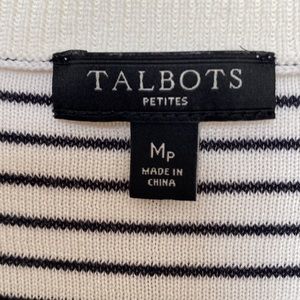 TALBOTS
PETITES
MP
MADE IN
CHINA